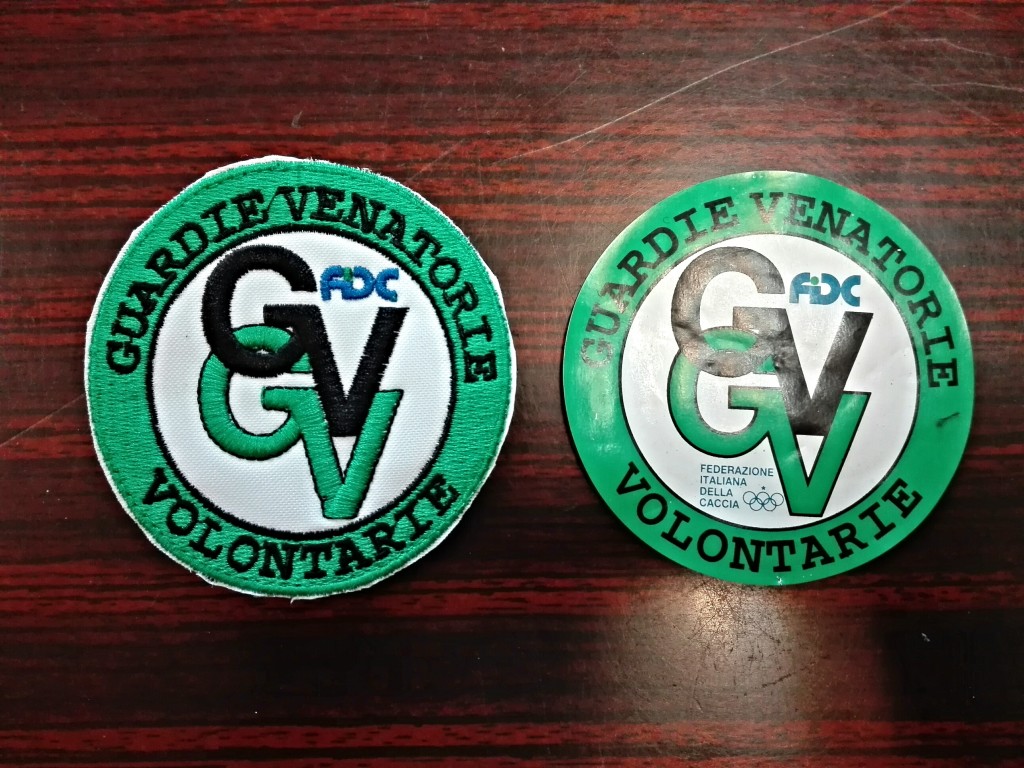 GUARDIE VENATORIE
FIDC
GV
GV
VOLONTARIE
GUARDIE VENATORIE
FIDC
GV
GV
FEDERAZIONE
ITALIANA
DELLA
CACCIA
VOLONTARIE